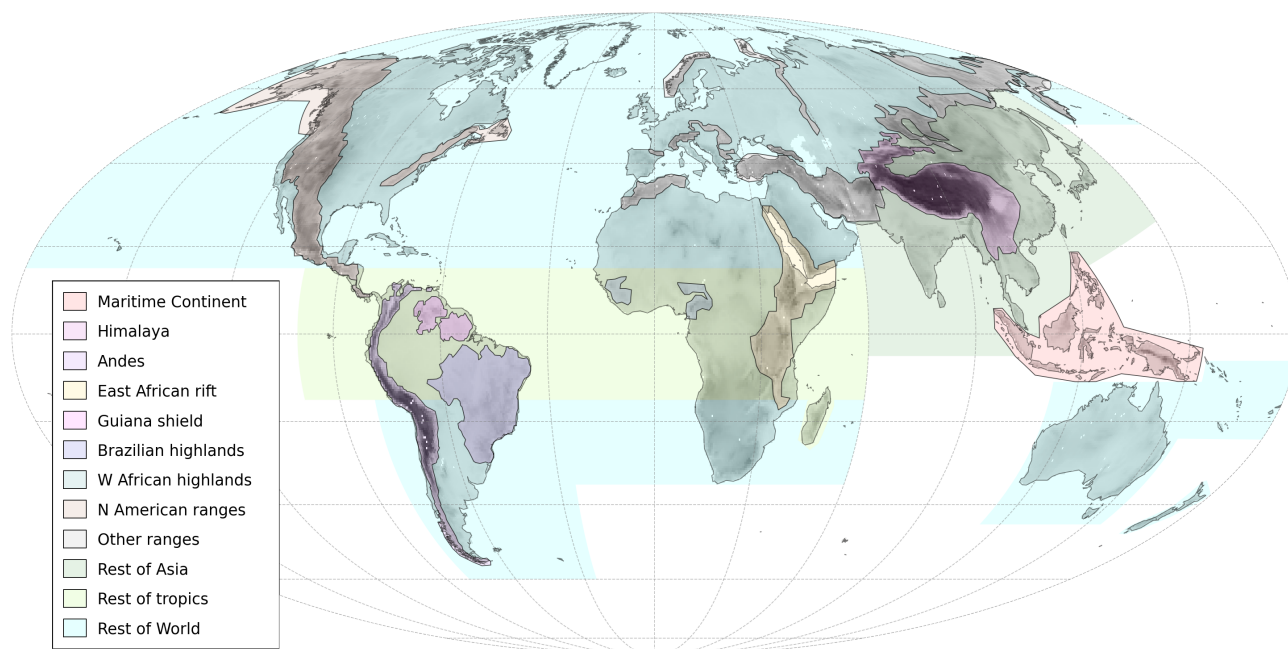 Maritime Continent
Himalaya
Andes
East African rift
Guiana shield
Brazilian highlands
W African highlands
N American ranges
Other ranges
Rest of Asia
Rest of tropics
Rest of World